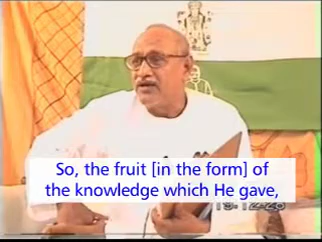 So, the fruit [in the form] of
the knowledge which He gave,